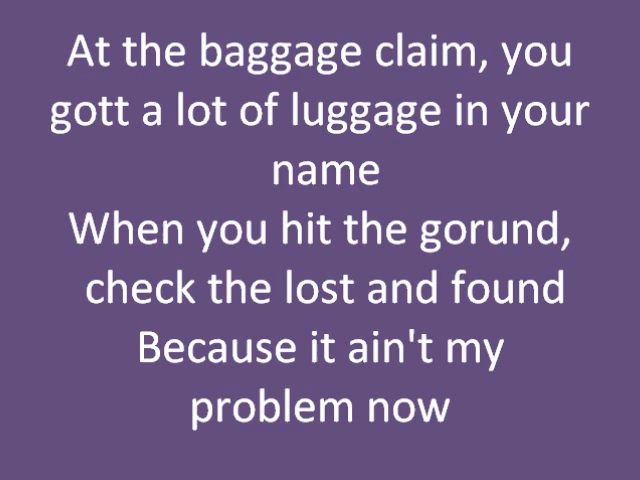 At the baggage claim, you
gott a lot of luggage in your
name
When you hit the gorund,
check the lost and found
Because it ain't my
problem now